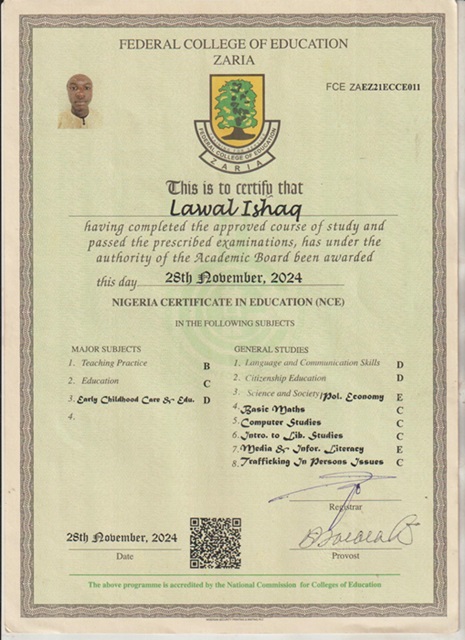 FEDERAL COLLEGE OF EDUCATION
ZARIA
FCE ZAEZ21ECCE011
FEDERAL COLLEGE OF EDUCATION
ZARIA
This is to certify that
Lawal Ishaq
having completed the approved course of study and
passed the prescribed examinations, has under the
authority of the Academic Board been awarded
this day 28th November, 2024
NIGERIA CERTIFICATE IN EDUCATION (NCE)
IN THE FOLLOWING SUBJECTS
MAJOR SUBJECTS
1. Teaching Practice B
2. Education C
3. Early Childhood Care & Edu. D
4.
GENERAL STUDIES
1. Language and Communication Skills D
2. Citizenship Education D
3. Science and Society/Pol. Economy E
4. Basic Maths C
5. Computer Studies C
6. Intro. to Lib. Studies C
7. Media & Infor. Literacy E
8. Trafficking In Persons Issues C
Registrar
28th November, 2024
Date
Provost
The above programme is accredited by the National Commission for Colleges of Education